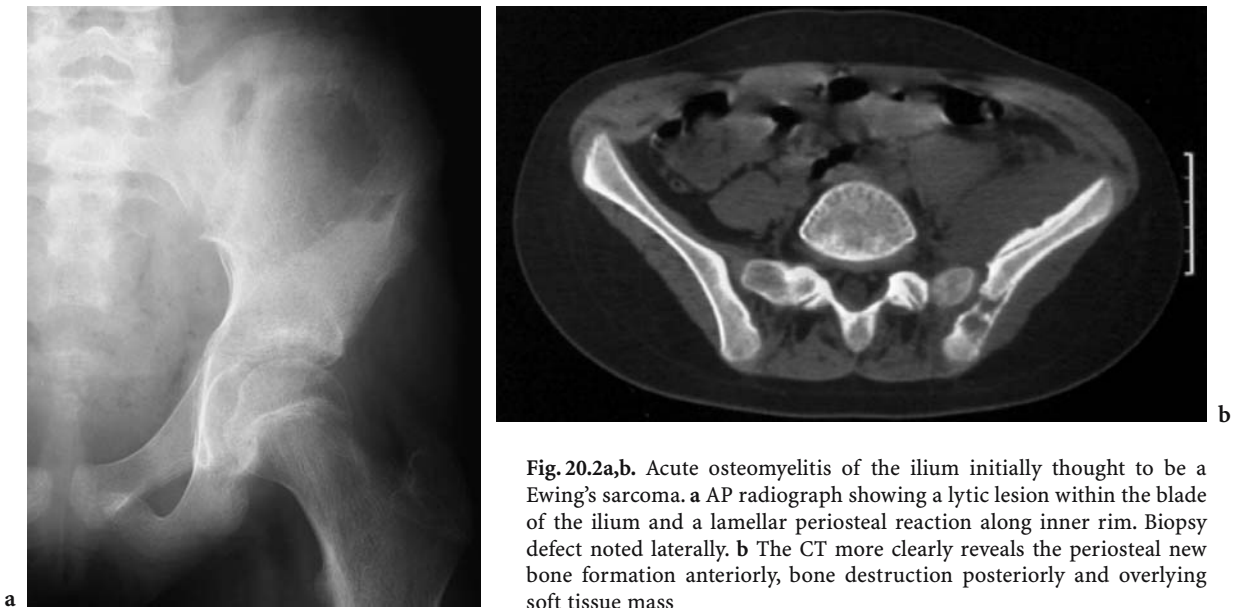 b
Fig. 20.2a,b. Acute osteomyelitis of the ilium initially thought to be a
Ewing's sarcoma. a AP radiograph showing a lytic lesion within the blade
of the ilium and a lamellar periosteal reaction along inner rim. Biopsy
defect noted laterally. b The CT more clearly reveals the periosteal new
bone formation anteriorly, bone destruction posteriorly and overlying
soft tissue mass
a